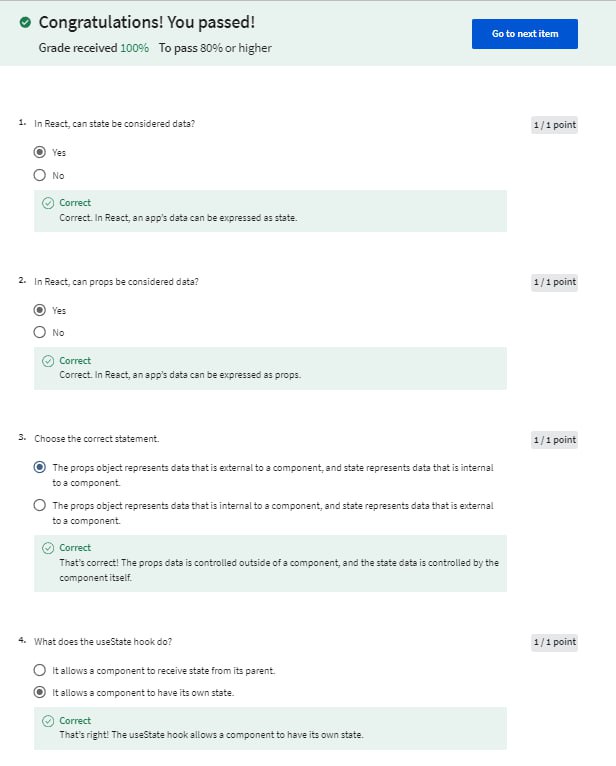 Congratulations! You passed!
Grade received 100% To pass 80% or higher
Go to next item
1. In React, can state be considered data?
1 / 1 point
Yes
No
Correct
Correct. In React, an app's data can be expressed as state.
2. In React, can props be considered data?
1 / 1 point
Yes
No
Correct
Correct. In React, an app's data can be expressed as props.
3. Choose the correct statement.
1 / 1 point
The props object represents data that is external to a component, and state represents data that is internal
to a component.
The props object represents data that is internal to a component, and state represents data that is external
to a component.
Correct
That's correct! The props data is controlled outside of a component, and the state data is controlled by the
component itself.
4. What does the useState hook do?
1 / 1 point
It allows a component to receive state from its parent.
It allows a component to have its own state.
Correct
That's right! The useState hook allows a component to have its own state.